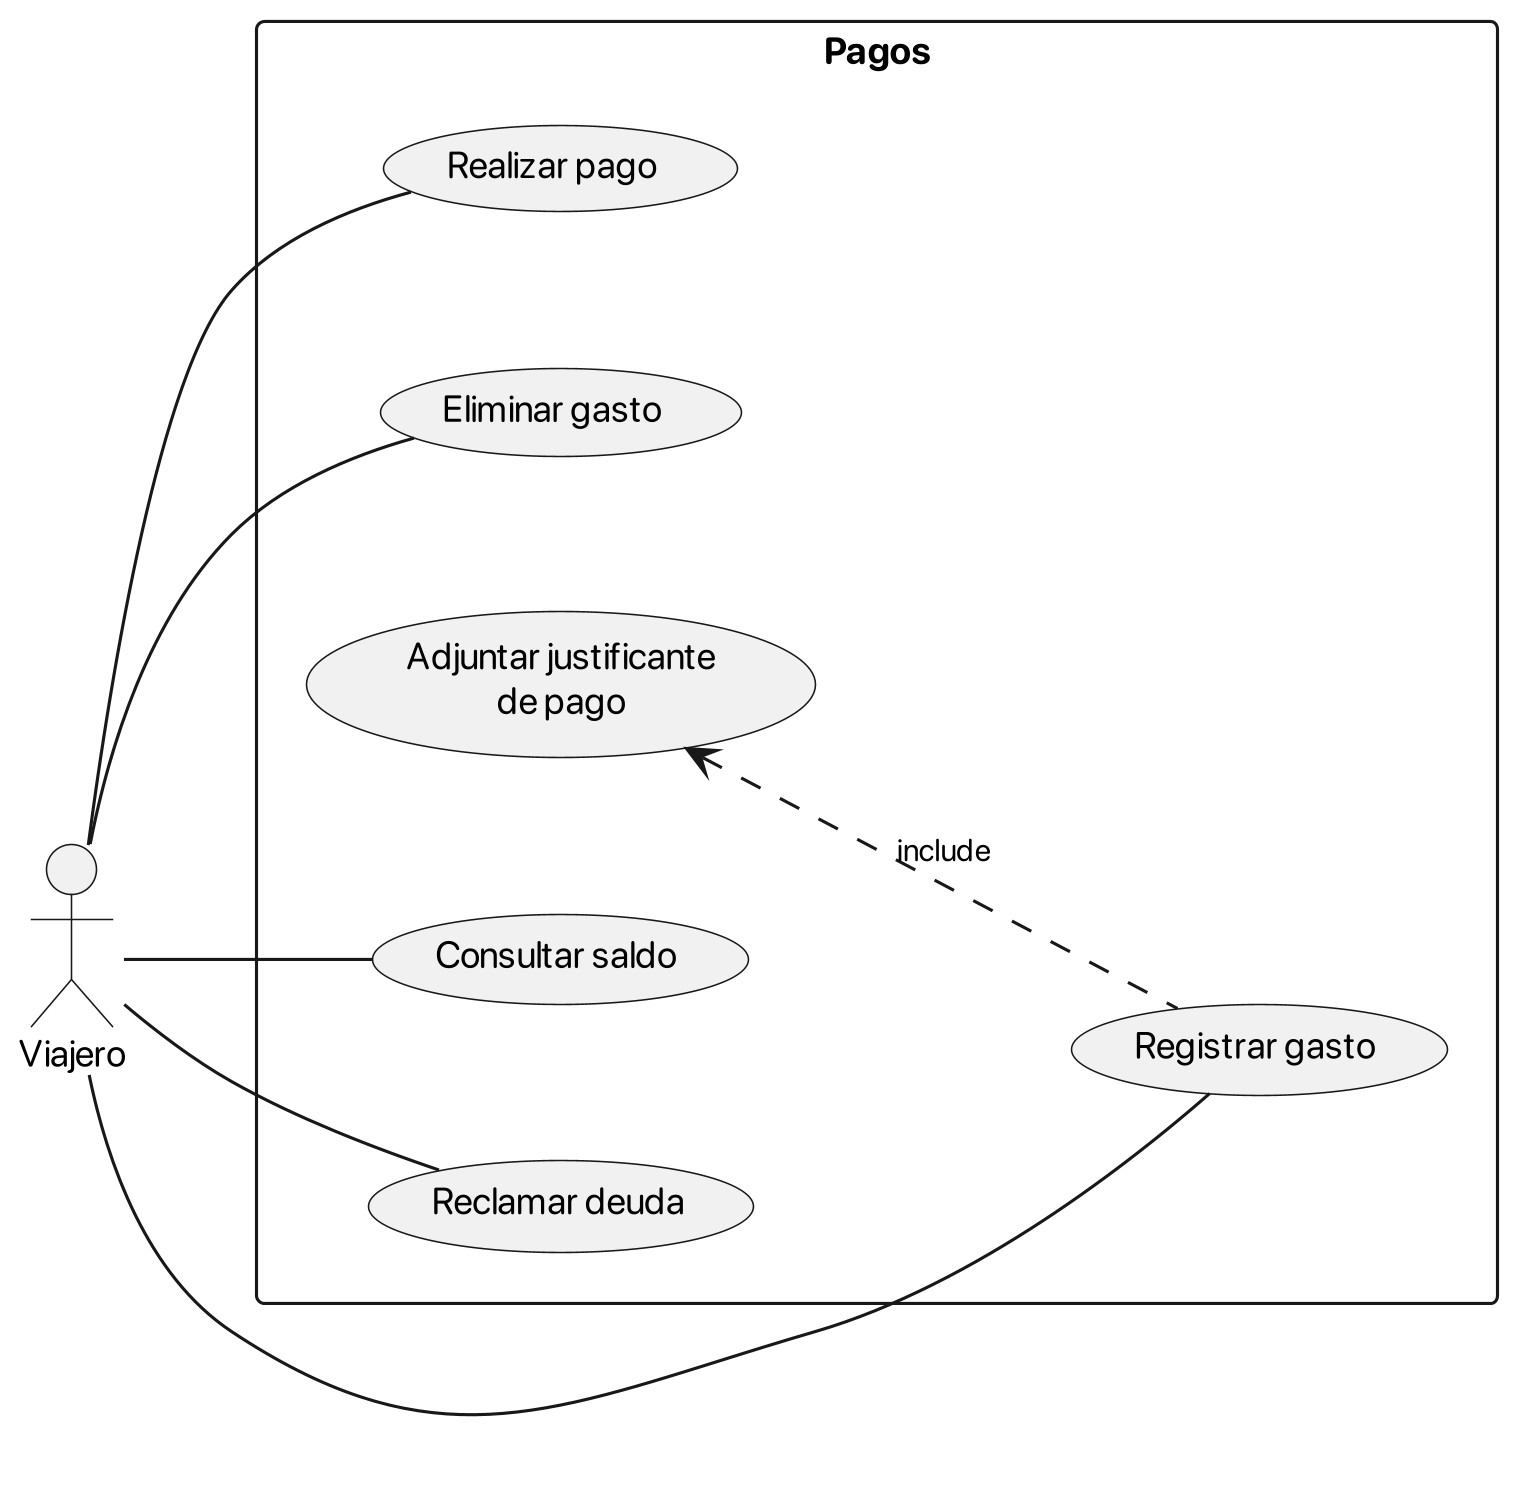 Pagos
Realizar pago
Eliminar gasto
Adjuntar justificante
de pago
include
Consultar saldo
Registrar gasto
Viajero
Reclamar deuda